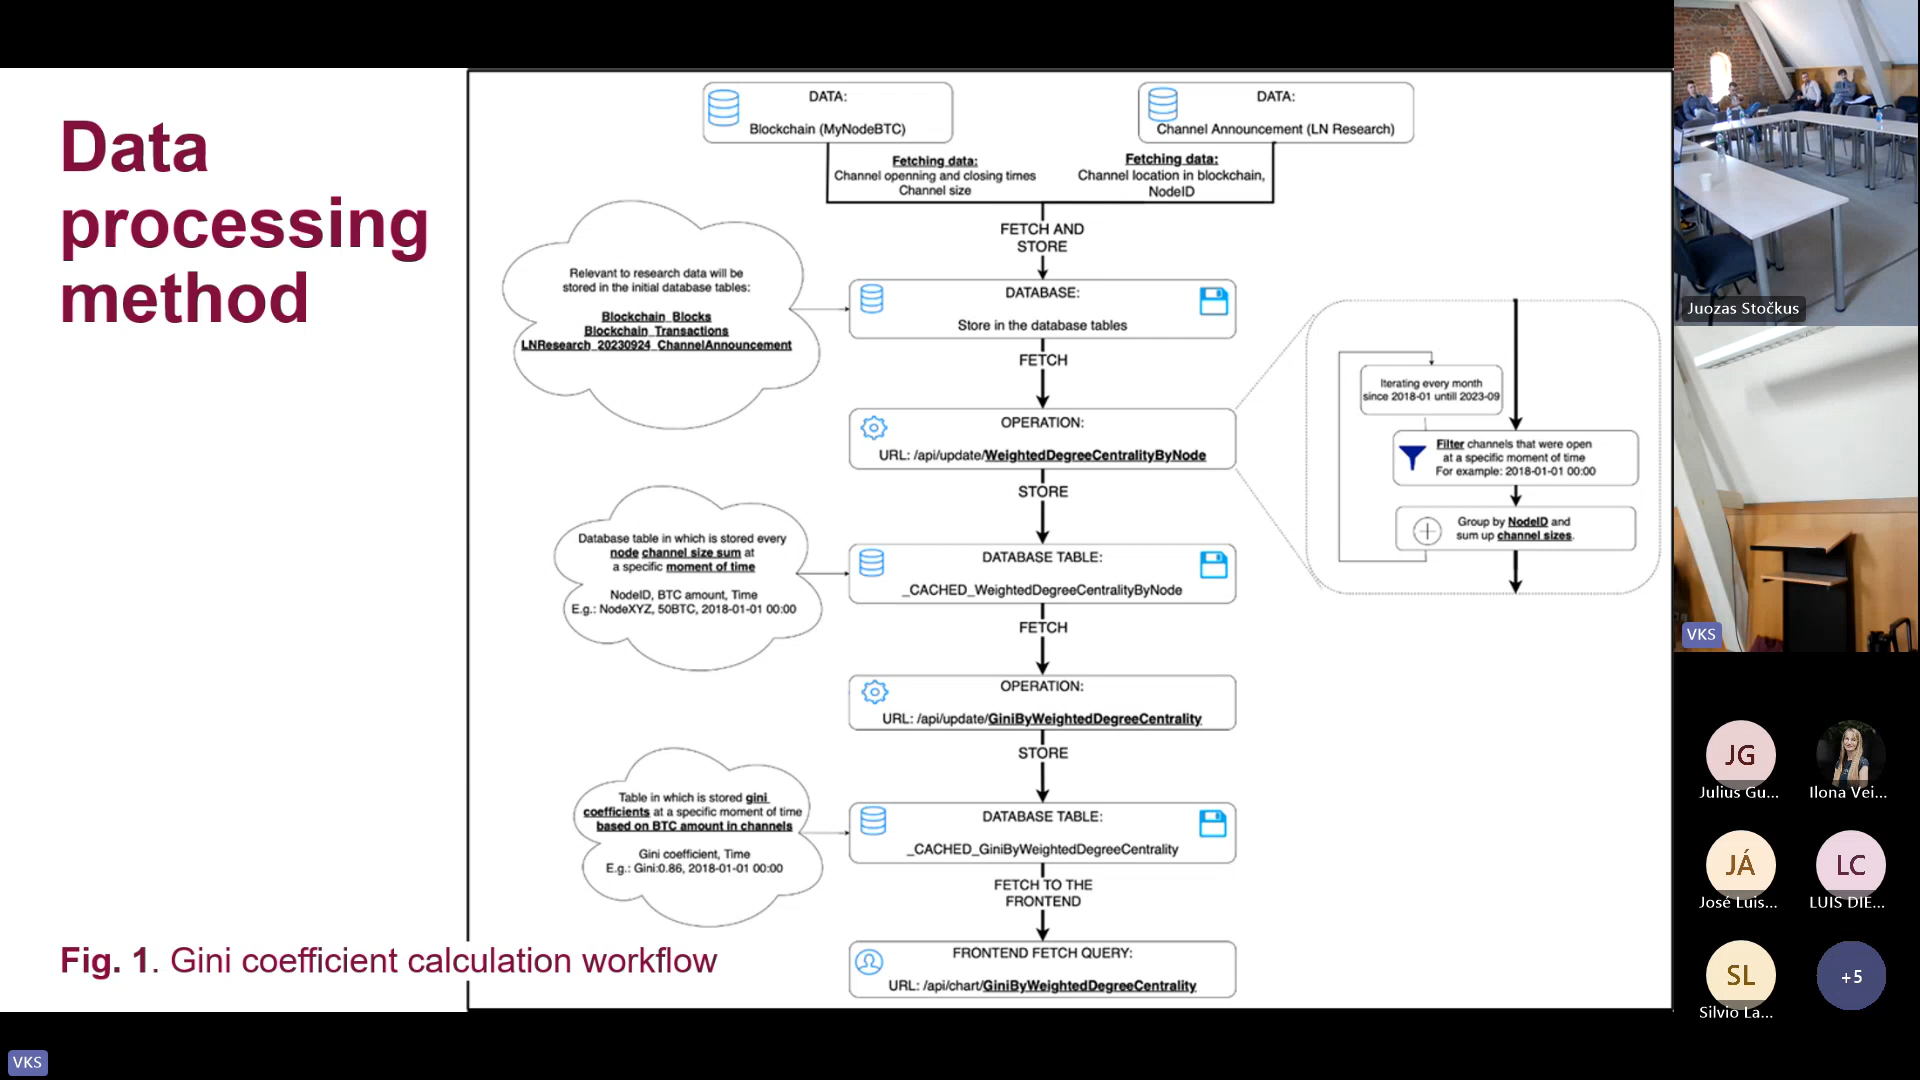 Data
processing
method
DATA:
Blockchain (MyNodeBTC)
DATA:
Channel Announcement (LN Research)
Fetching data:
Channel openning and closing times
Channel size
Fetching data:
Channel location in blockchain,
NodeID
FETCH AND
STORE
Relevant to research data will be
stored in the initial database tables:
Blockchain_Blocks
Blockchain_Transactions
LNResearch_20230924_ChannelAnnouncement
DATABASE:
Store in the database tables
FETCH
OPERATION:
URL: /api/update/WeightedDegreeCentralityByNode
Iterating every month
since 2018-01 untill 2023-09
Filter channels that were open
at a specific moment of time
For example: 2018-01-01 00:00
Group by NodeID and
sum up channel sizes.
STORE
Database table in which is stored every
node channel size sum at
a specific moment of time
NodeID, BTC amount, Time
E.g.: NodeXYZ, 50BTC, 2018-01-01 00:00
DATABASE TABLE:
_CACHED_WeightedDegreeCentralityByNode
FETCH
OPERATION:
URL: /api/update/GiniByWeightedDegreeCentrality
STORE
Table in which is stored gini
coefficients at a specific moment of time
based on BTC amount in channels
Gini coefficient, Time
E.g.: Gini:0.86, 2018-01-01 00:00
DATABASE TABLE:
_CACHED_GiniByWeightedDegreeCentrality
FETCH TO THE
FRONTEND
FRONTEND FETCH QUERY:
URL: /api/chart/GiniByWeightedDegreeCentrality
Fig. 1. Gini coefficient calculation workflow
Juozas Stočkus
VKS
JG
Julius Gu...
Ilona Vei...
JÁ
José Luis...
LC
LUIS DIE...
SL
Silvio La...
+5
VKS